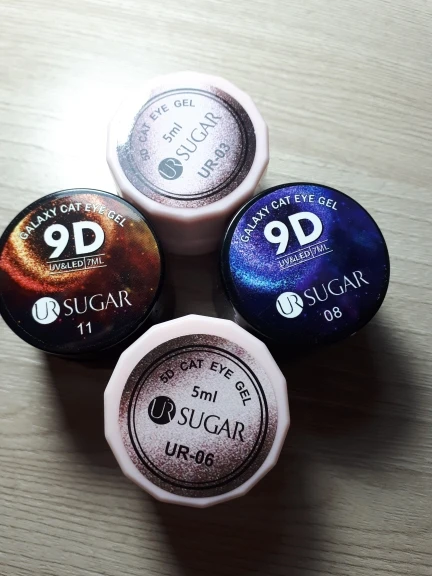 5D CAT EYE GEL
5ml
UR SUGAR
UR-03
GALAXY CAT EYE GEL
9D
UV&LED 7ML
UR SUGAR
11
GALAXY CAT EYE GEL
9D
UV&LED 7ML
UR SUGAR
08
5D CAT EYE GEL
5ml
UR SUGAR
UR-06